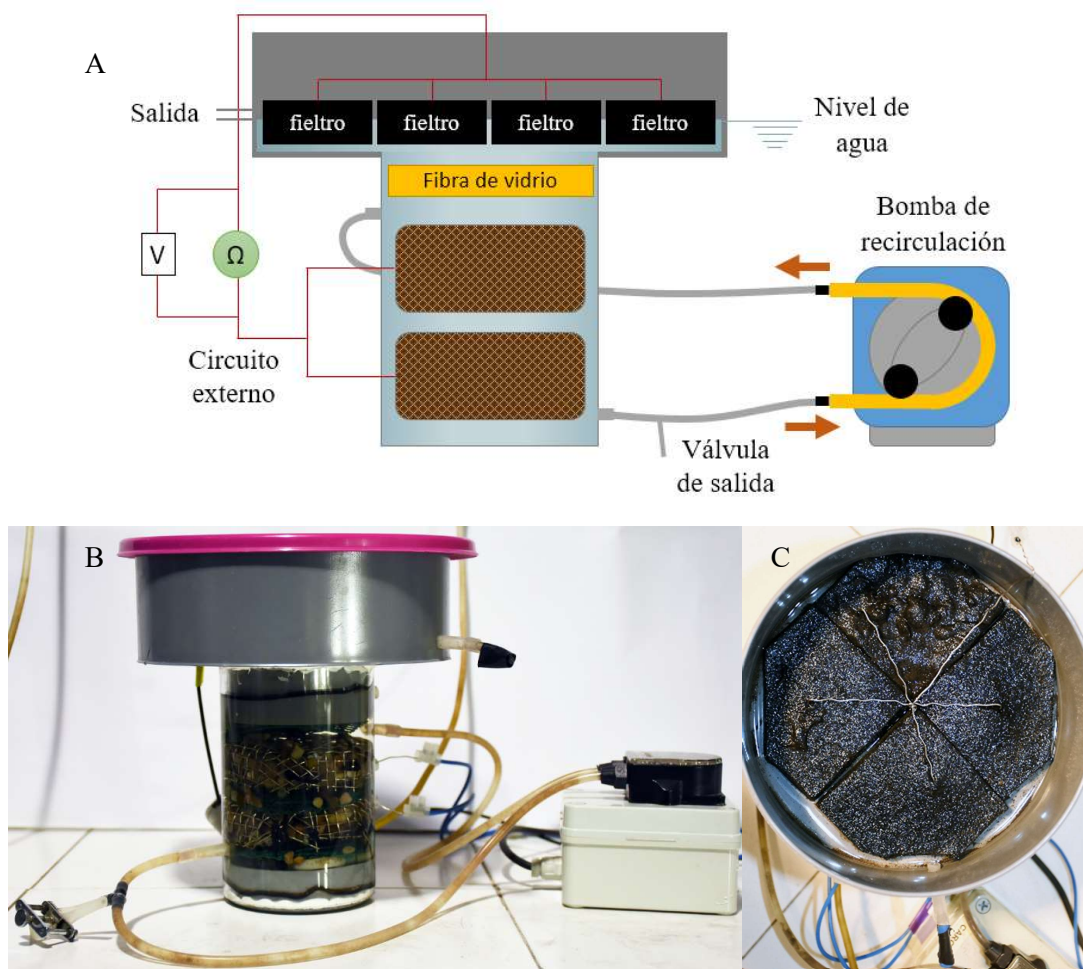 A
Salida
fieltro fieltro fieltro fieltro
Nivel de
agua
Fibra de vidrio
Bomba de
recirculación
V
Ω
Circuito
externo
Válvula
de salida
B
C